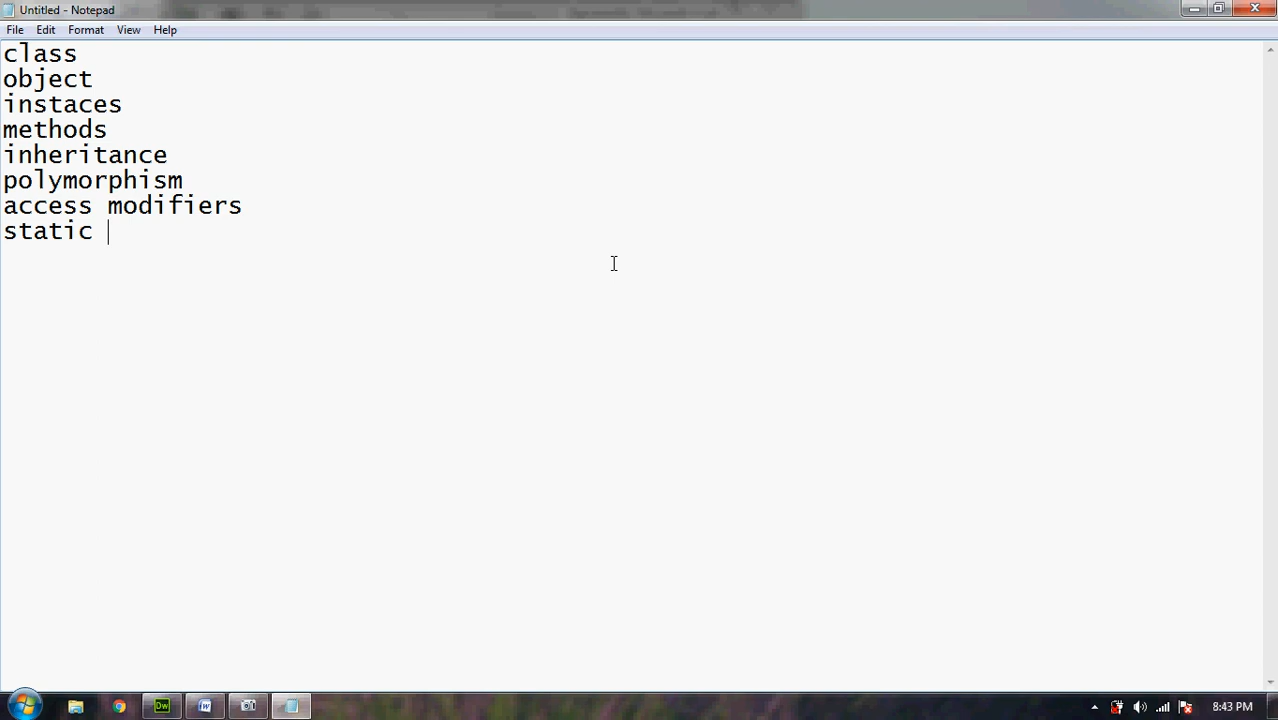 Untitled - Notepad
File Edit Format View Help
class
object
instaces
methods
inheritance
polymorphism
access modifiers
static
Dw
8:43 PM